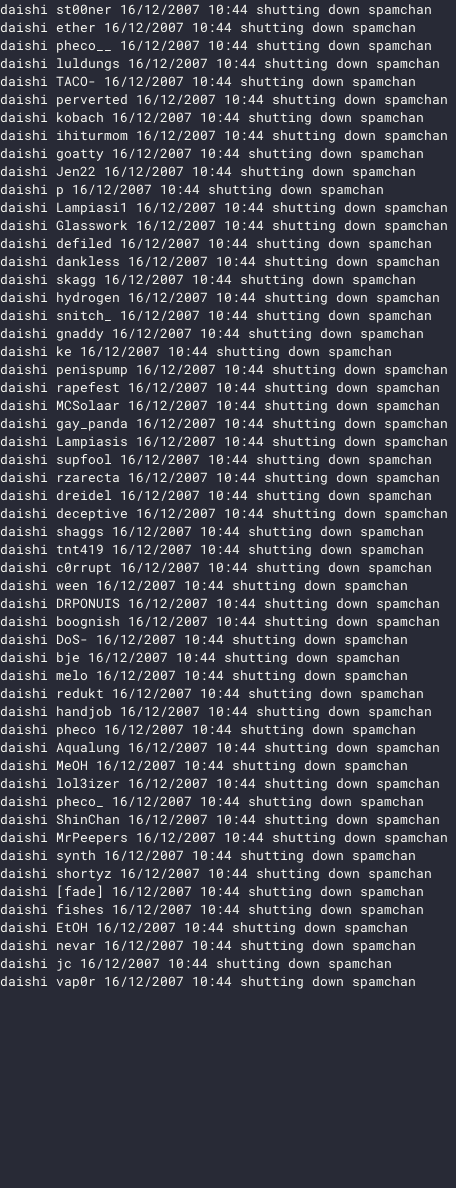 daishi st00ner 16/12/2007 10:44 shutting down spamchan
daishi ether 16/12/2007 10:44 shutting down spamchan
daishi pheco__ 16/12/2007 10:44 shutting down spamchan
daishi luldungs 16/12/2007 10:44 shutting down spamchan
daishi TACO- 16/12/2007 10:44 shutting down spamchan
daishi perverted 16/12/2007 10:44 shutting down spamchan
daishi kobach 16/12/2007 10:44 shutting down spamchan
daishi ihiturmom 16/12/2007 10:44 shutting down spamchan
daishi goatty 16/12/2007 10:44 shutting down spamchan
daishi Jen22 16/12/2007 10:44 shutting down spamchan
daishi p 16/12/2007 10:44 shutting down spamchan
daishi Lampiasi1 16/12/2007 10:44 shutting down spamchan
daishi Glasswork 16/12/2007 10:44 shutting down spamchan
daishi defiled 16/12/2007 10:44 shutting down spamchan
daishi dankless 16/12/2007 10:44 shutting down spamchan
daishi skagg 16/12/2007 10:44 shutting down spamchan
daishi hydrogen 16/12/2007 10:44 shutting down spamchan
daishi snitch_ 16/12/2007 10:44 shutting down spamchan
daishi gnaddy 16/12/2007 10:44 shutting down spamchan
daishi ke 16/12/2007 10:44 shutting down spamchan
daishi penispump 16/12/2007 10:44 shutting down spamchan
daishi rapefest 16/12/2007 10:44 shutting down spamchan
daishi MCSolaar 16/12/2007 10:44 shutting down spamchan
daishi gay_panda 16/12/2007 10:44 shutting down spamchan
daishi Lampiasis 16/12/2007 10:44 shutting down spamchan
daishi supfool 16/12/2007 10:44 shutting down spamchan
daishi rzarecta 16/12/2007 10:44 shutting down spamchan
daishi dreidel 16/12/2007 10:44 shutting down spamchan
daishi deceptive 16/12/2007 10:44 shutting down spamchan
daishi shaggs 16/12/2007 10:44 shutting down spamchan
daishi tnt419 16/12/2007 10:44 shutting down spamchan
daishi c0rrupt 16/12/2007 10:44 shutting down spamchan
daishi ween 16/12/2007 10:44 shutting down spamchan
daishi DRPONUIS 16/12/2007 10:44 shutting down spamchan
daishi boognish 16/12/2007 10:44 shutting down spamchan
daishi DoS- 16/12/2007 10:44 shutting down spamchan
daishi bje 16/12/2007 10:44 shutting down spamchan
daishi melo 16/12/2007 10:44 shutting down spamchan
daishi redukt 16/12/2007 10:44 shutting down spamchan
daishi handjob 16/12/2007 10:44 shutting down spamchan
daishi pheco 16/12/2007 10:44 shutting down spamchan
daishi Aqualung 16/12/2007 10:44 shutting down spamchan
daishi MeOH 16/12/2007 10:44 shutting down spamchan
daishi lol3izer 16/12/2007 10:44 shutting down spamchan
daishi pheco_ 16/12/2007 10:44 shutting down spamchan
daishi ShinChan 16/12/2007 10:44 shutting down spamchan
daishi MrPeepers 16/12/2007 10:44 shutting down spamchan
daishi synth 16/12/2007 10:44 shutting down spamchan
daishi shortyz 16/12/2007 10:44 shutting down spamchan
daishi [fade] 16/12/2007 10:44 shutting down spamchan
daishi fishes 16/12/2007 10:44 shutting down spamchan
daishi EtOH 16/12/2007 10:44 shutting down spamchan
daishi nevar 16/12/2007 10:44 shutting down spamchan
daishi jc 16/12/2007 10:44 shutting down spamchan
daishi vap0r 16/12/2007 10:44 shutting down spamchan